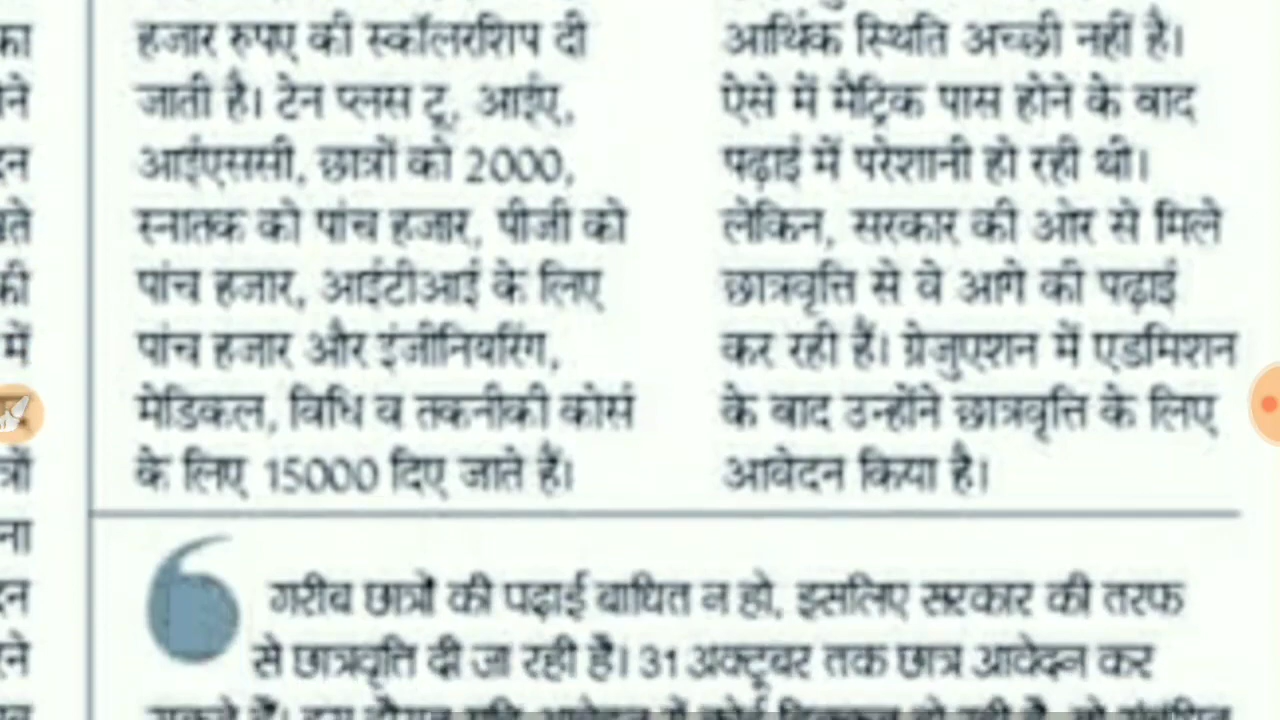 हजार रुपए की स्कॉलरशिप दी
जाती है। टेन प्लस टू, आईए,
आईएससी, छात्रों को 2000,
स्नातक को पांच हजार, पीजी को
पांच हजार, आईटीआई के लिए
पांच हजार और इंजीनियरिंग,
मेडिकल, विधि व तकनीकी कोर्स
के लिए 15000 दिए जाते हैं।
आर्थिक स्थिति अच्छी नहीं है।
ऐसे में मैट्रिक पास होने के बाद
पढ़ाई में परेशानी हो रही थी।
लेकिन, सरकार की ओर से मिले
छात्रवृत्ति से वे आगे की पढ़ाई
कर रही हैं। ग्रेजुएशन में एडमिशन
के बाद उन्होंने छात्रवृत्ति के लिए
आवेदन किया है।
गरीब छात्रों की पढ़ाई बाधित न हो, इसलिए सरकार की तरफ
से छात्रवृति दी जा रही है। 31 अक्टूबर तक छात्र आवेदन कर